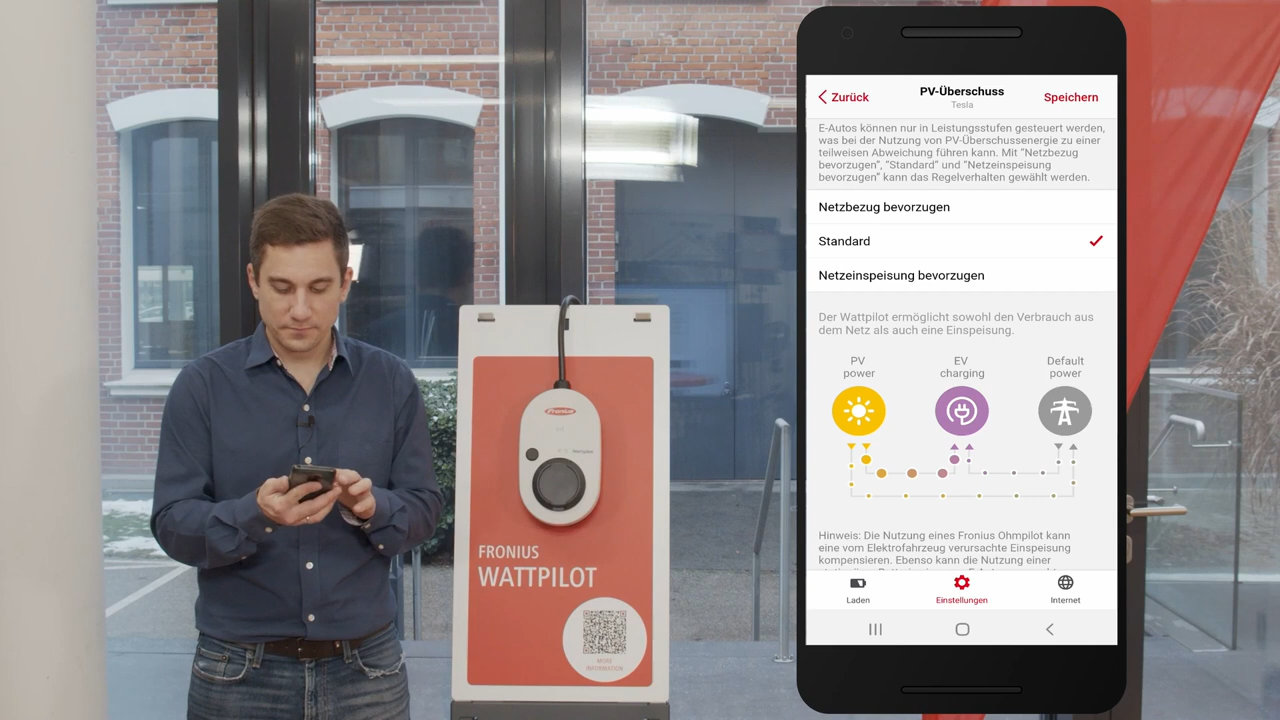 Fronius
Wattpilot
FRONIUS
WATTPILOT
MORE
INFORMATION
Zurück
PV-Überschuss
Tesla
Speichern
E-Autos können nur in Leistungsstufen gesteuert werden,
was bei der Nutzung von PV-Überschussenergie zu einer
teilweisen Abweichung führen kann. Mit "Netzbezug
bevorzugen", "Standard" und "Netzeinspeisung
bevorzugen" kann das Regelverhalten gewählt werden.
Netzbezug bevorzugen
Standard
Netzeinspeisung bevorzugen
Der Wattpilot ermöglicht sowohl den Verbrauch aus
dem Netz als auch eine Einspeisung.
PV
power
EV
charging
Default
power
Hinweis: Die Nutzung eines Fronius Ohmpilot kann
eine vom Elektrofahrzeug verursachte Einspeisung
kompensieren. Ebenso kann die Nutzung einer
Laden
Einstellungen
Internet